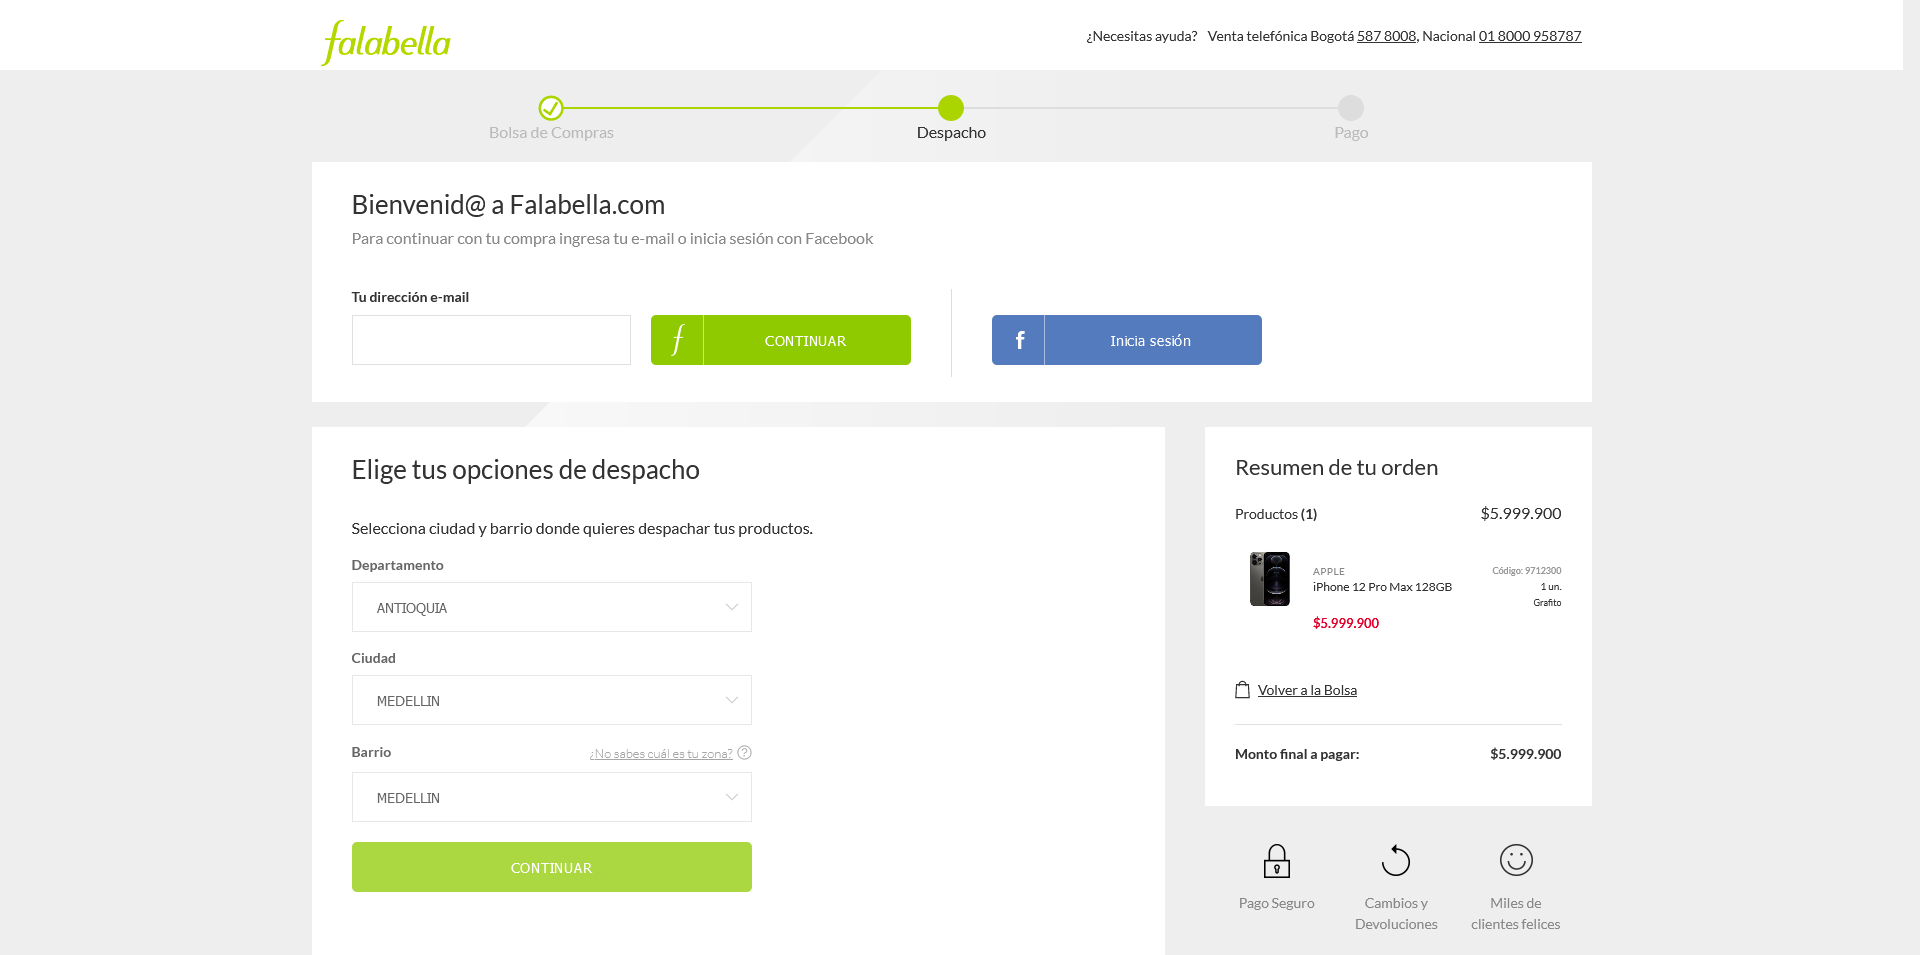 falabella
¿Necesitas ayuda? Venta telefónica Bogotá 587 8008, Nacional 01 8000 958787
Bolsa de Compras
Despacho
Pago
Bienvenid@ a Falabella.com
Para continuar con tu compra ingresa tu e-mail o inicia sesión con Facebook
Tu dirección e-mail
f CONTINUAR
f Inicia sesión
Elige tus opciones de despacho
Selecciona ciudad y barrio donde quieres despachar tus productos.
Departamento
ANTIOQUIA
Ciudad
MEDELLIN
Barrio
¿No sabes cuál es tu zona? ?
MEDELLIN
CONTINUAR
Resumen de tu orden
Productos (1) $5.999.900
APPLE
iPhone 12 Pro Max 128GB
$5.999.900
Código: 9712300
1 un.
Grafito
Volver a la Bolsa
Monto final a pagar: $5.999.900
Pago Seguro
Cambios y
Devoluciones
Miles de
clientes felices